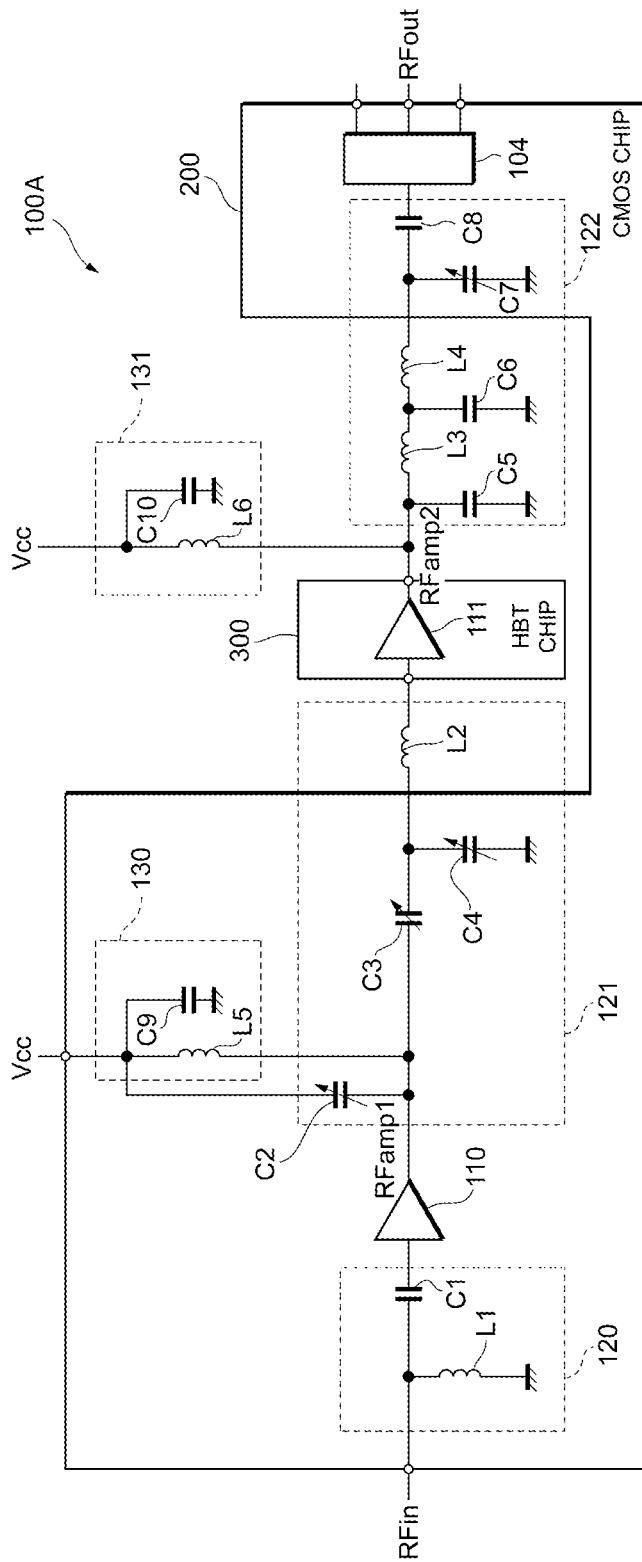 100A
Vcc
130
C9
L5
C2
RFamp1
110
RFin
120
C1
L1
121
C3
C4
L2
300
HBT
CHIP
111
RFamp2
Vcc
131
C10
L6
200
L3
L4
C5
C6
C7
C8
122
104
RFout
CMOS CHIP